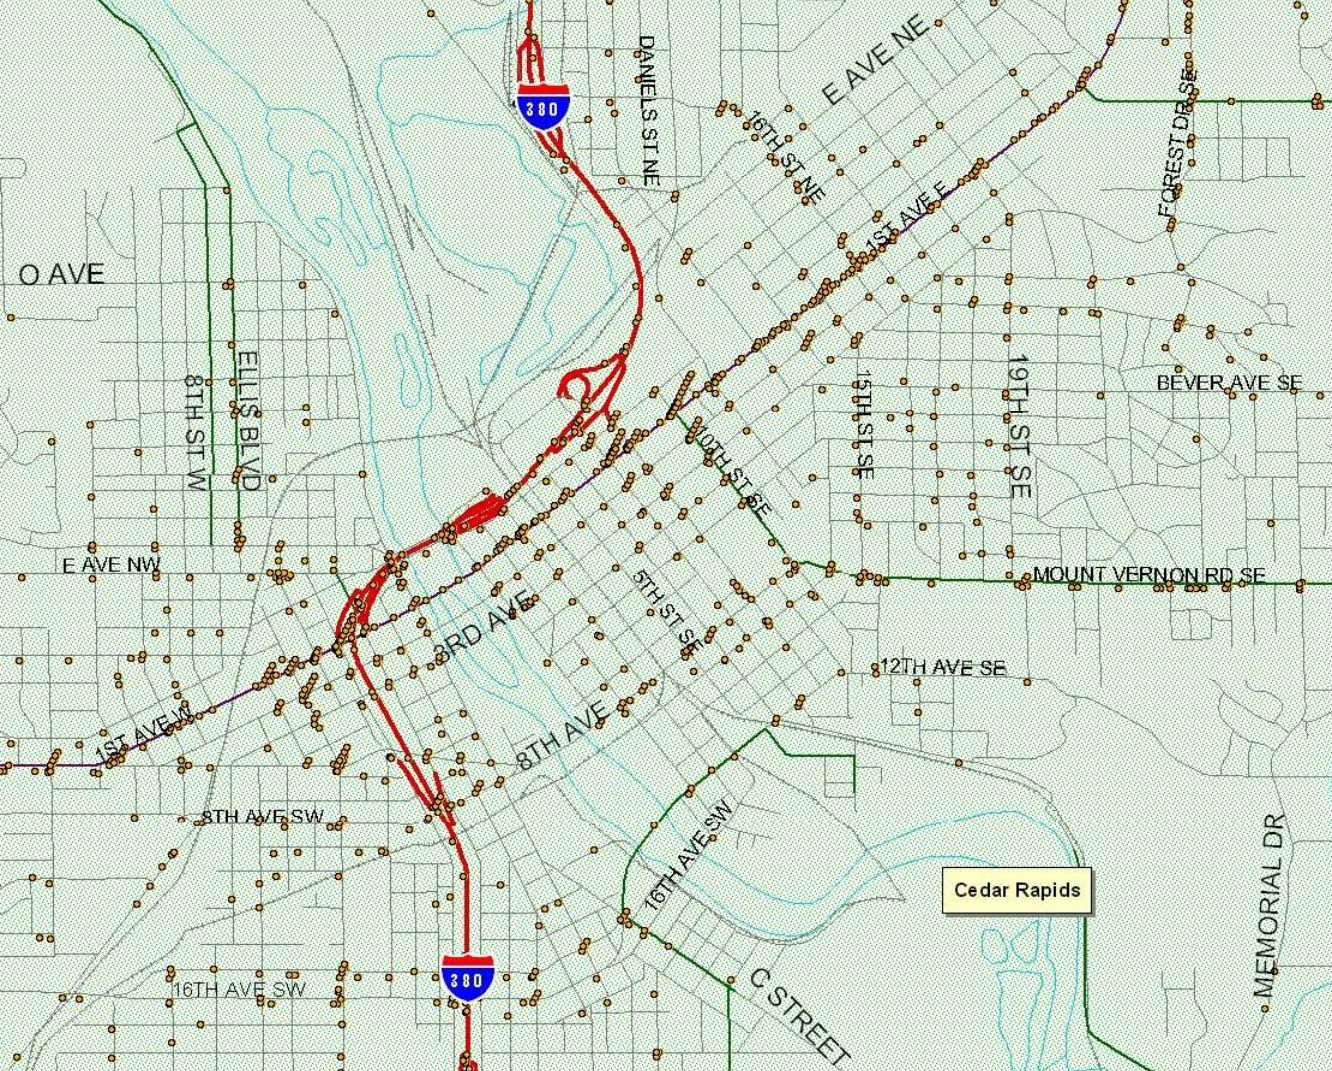 DANIELS ST NE
E AVE NE
380
16TH ST NE
FOREST DR SE
1ST AVE E
O AVE
8TH ST W
ELLIS BLVD
15TH ST SE
19TH ST SE
BEVER AVE SE
10TH ST SE
E AVE NW
5TH ST SE
MOUNT VERNON RD SE
3RD AVE
12TH AVE SE
1ST AVE W
8TH AVE
8TH AVE SW
16TH AVE SW
Cedar Rapids
MEMORIAL DR
380
16TH AVE SW
C STREET